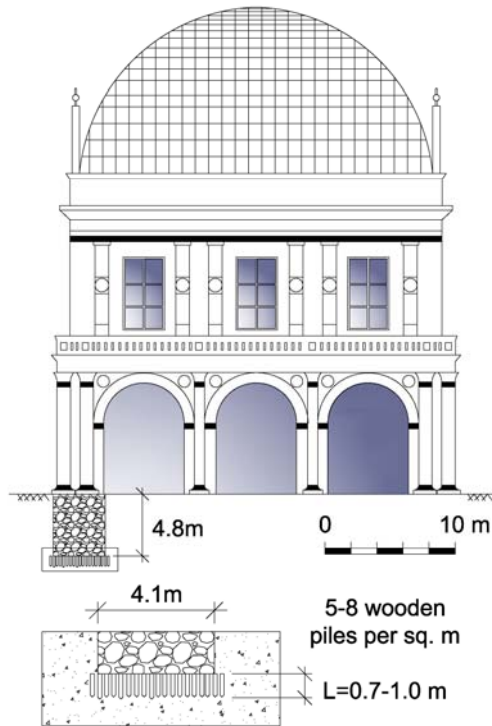 4.8m
0 10 m
4.1m
5-8 wooden
piles per sq. m
L=0.7-1.0 m